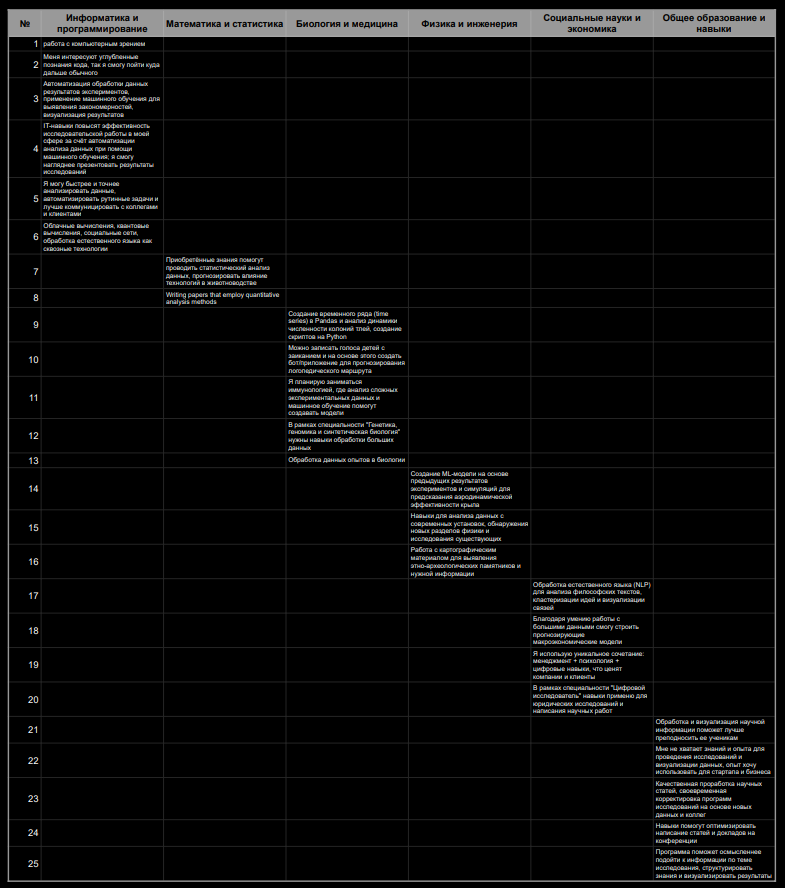 №
Информатика и
программирование
Математика и статистика
Биология и медицина
Физика и инженерия
Социальные науки и
экономика
Общее образование и
навыки
1
работа с компьютерным зрением
2
Меня интересуют углубленные
познания кода, так я смогу пойти куда
дальше обычного
3
Автоматизация обработки данных
результатов экспериментов,
применение машинного обучения для
выявления закономерностей,
визуализация результатов
4
IT-навыки повысят эффективность
исследовательской работы в моей
сфере за счёт автоматизации
анализа данных при помощи
машинного обучения; я смогу
нагляднее презентовать результаты
исследований
5
Я могу быстрее и точнее
анализировать данные,
автоматизировать рутинные задачи и
лучше коммуницировать с коллегами
и клиентами
6
Облачные вычисления, квантовые
вычисления, социальные сети,
обработка естественного языка как
сквозные технологии
7
Приобретённые знания помогут
проводить статистический анализ
данных, прогнозировать влияние
технологий в животноводстве
8
Writing papers that employ quantitative
analysis methods
9
Создание временного ряда (time
series) в Pandas и анализ динамики
численности колоний тлей, создание
скриптов на Python
10
Можно записать голоса детей с
заиканием и на основе этого создать
бот/приложение для прогнозирования
логопедического маршрута
11
Я планирую заниматься
иммунологией, где анализ сложных
экспериментальных данных и
машинное обучение помогут
создавать модели
12
В рамках специальности "Генетика,
геномика и синтетическая биология"
нужны навыки обработки больших
данных
13
Обработка данных опытов в биологии
14
Создание ML-модели на основе
предыдущих результатов
экспериментов и симуляций для
предсказания аэродинамической
эффективности крыла
15
Навыки для анализа данных с
современных установок, обнаружения
новых разделов физики и
исследования существующих
16
Работа с картографическим
материалом для выявления
этно-археологических памятников и
нужной информации
17
Обработка естественного языка (NLP)
для анализа философских текстов,
кластеризации идей и визуализации
связей
18
Благодаря умению работы с
большими данными смогу строить
прогнозирующие
макроэкономические модели
19
Я использую уникальное сочетание:
менеджмент + психология +
цифровые навыки, что ценят
компании и клиенты
20
В рамках специальности "Цифровой
исследователь" навыки применю для
юридических исследований и
написания научных работ
21
Обработка и визуализация научной
информации поможет лучше
преподносить ее ученикам
22
Мне не хватает знаний и опыта для
проведения исследований и
визуализации данных, опыт хочу
использовать для стартапа и бизнеса
23
Качественная проработка научных
статей, своевременная
корректировка программ
исследований на основе новых
данных и коллег
24
Навыки помогут оптимизировать
написание статей и докладов на
конференции
25
Программа поможет осмысленнее
подойти к информации по теме
исследования, структурировать
знания и визуализировать результаты